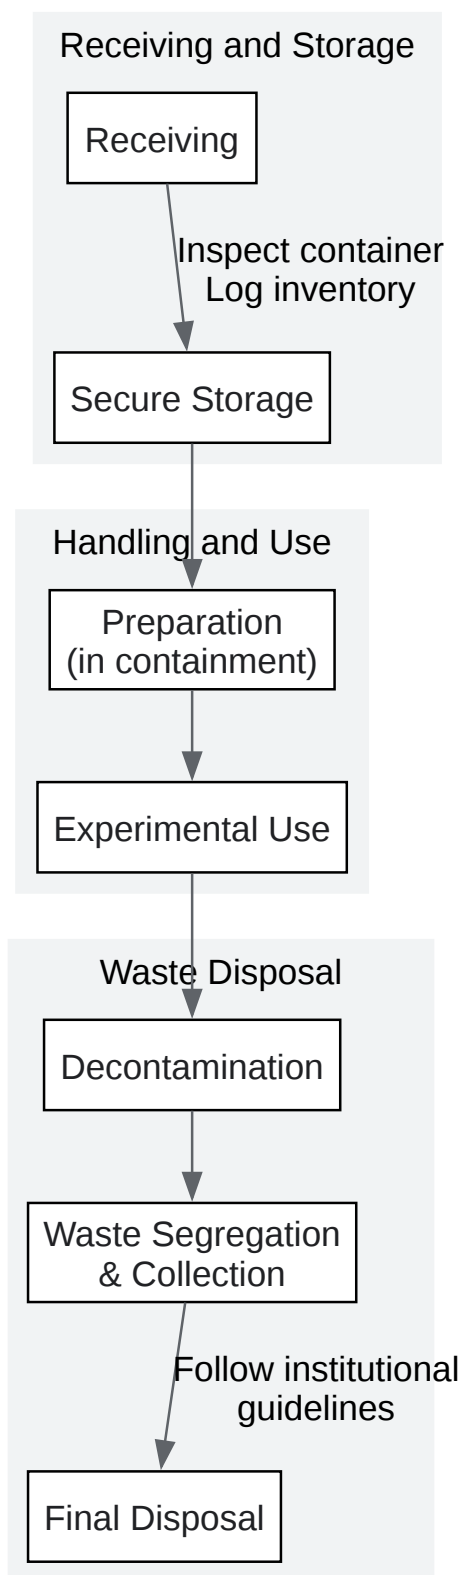 Receiving and Storage
Receiving
Inspect container
Log inventory
Secure Storage
Handling and Use
Preparation
(in containment)
Experimental Use
Waste Disposal
Decontamination
Waste Segregation
& Collection
Follow institutional
guidelines
Final Disposal